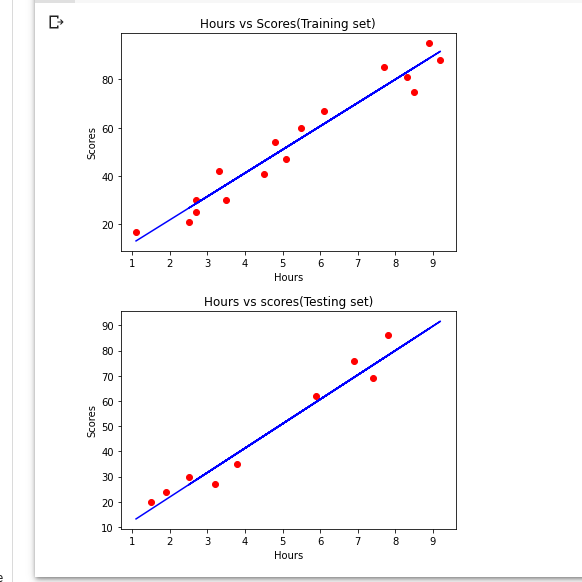 Hours vs Scores(Training set)
80
60
40
20
Scores
1 2 3 4 5 6 7 8 9
Hours
Hours vs scores(Testing set)
90
80
70
60
50
40
30
20
10
Scores
1 2 3 4 5 6 7 8 9
Hours
e